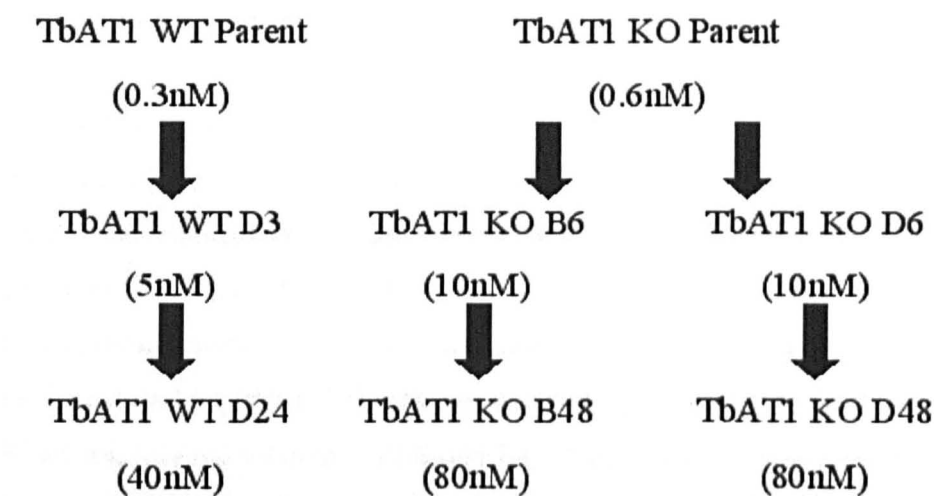 TbAT1 WT Parent TbAT1 KO Parent
(0.3nM) (0.6nM)
TbAT1 WT D3 TbAT1 KO B6 TbAT1 KO D6
(5nM) (10nM) (10nM)
TbAT1 WT D24 TbAT1 KO B48 TbAT1 KO D48
(40nM) (80nM) (80nM)